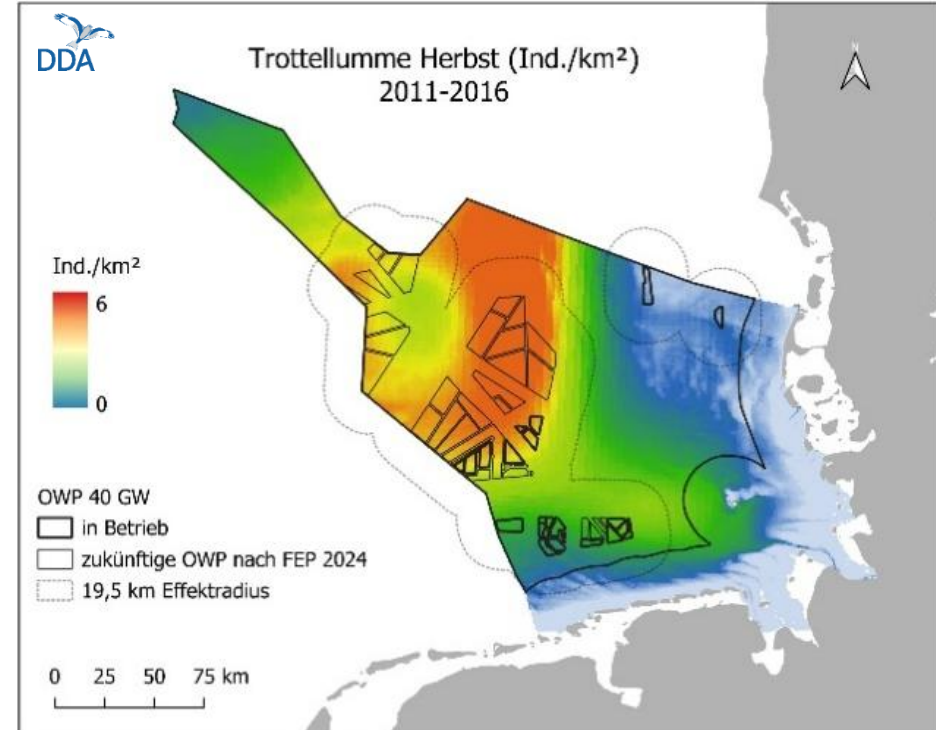 DDA
Trottellumme Herbst (Ind./km²)
2011-2016
N
Ind./km²
6
0
OWP 40 GW
in Betrieb
zukünftige OWP nach FEP 2024
19,5 km Effektradius
0 25 50 75 km